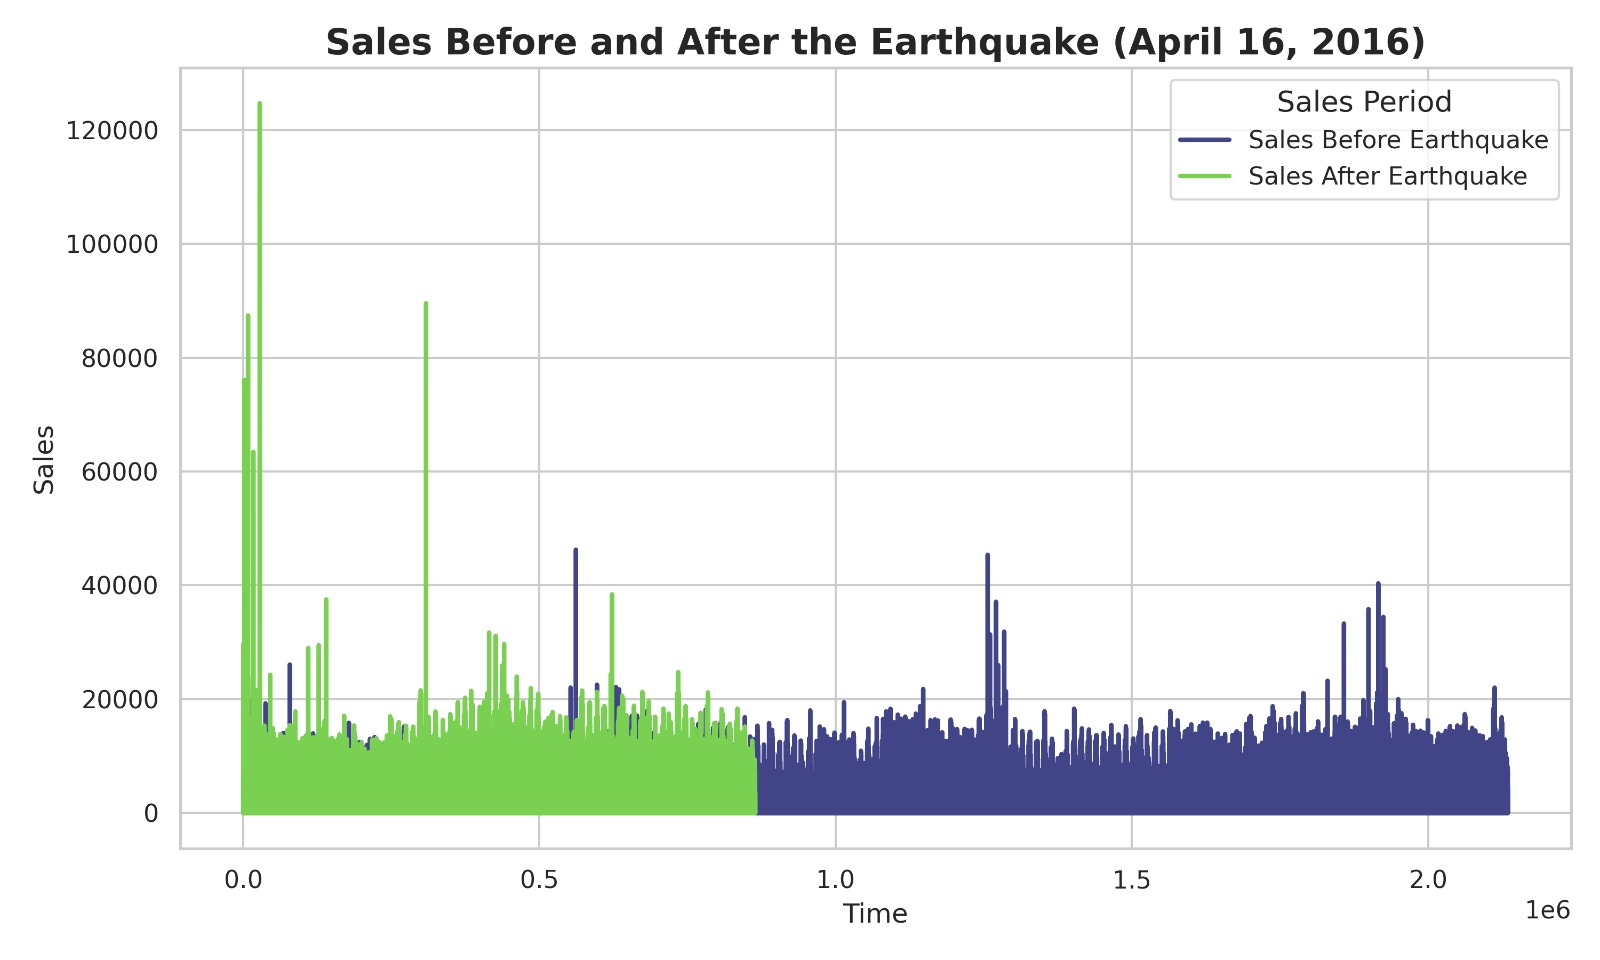 Sales Before and After the Earthquake (April 16, 2016)
Sales Period
Sales Before Earthquake
Sales After Earthquake
120000
100000
80000
60000
40000
20000
0
Sales
0.0 0.5 1.0 1.5 2.0
1e6
Time